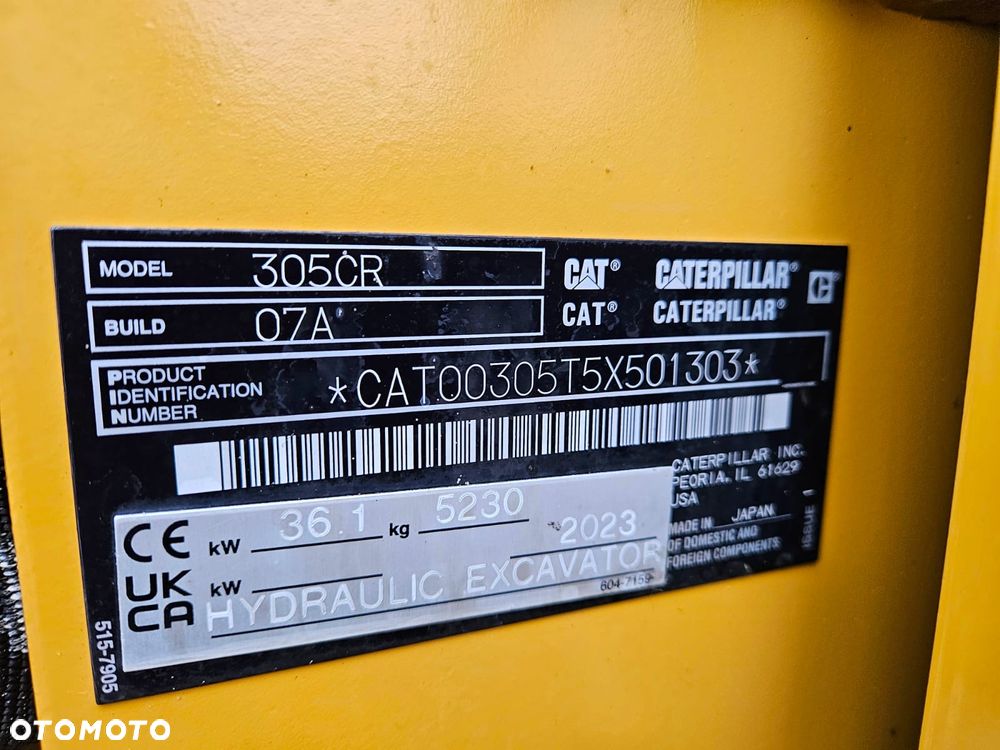 MODEL 305CR
BUILD 07A
CAT® CATERPILLAR® C
CAT® CATERPILLAR®
PRODUCT
IDENTIFICATION
NUMBER
*CAT00305T5X501303*
CATERPILLAR INC.
PEORIA, IL 61629
USA
MADE IN JAPAN
OF DOMESTIC AND
FOREIGN COMPONENTS
ISSUE 1
CE kW 36.1 kg 5230
UK
CA kW 2023
HYDRAULIC EXCAVATOR
604-7159
515-7905
OTOMOTO